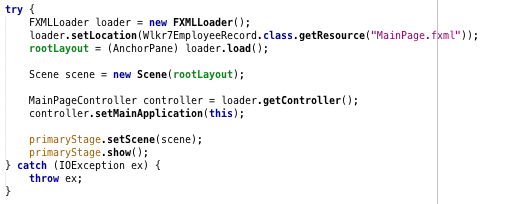 try {
    FXMLLoader loader = new FXMLLoader();
    loader.setLocation(Wlkr7EmployeeRecord.class.getResource("MainPage.fxml"));
    rootLayout = (AnchorPane) loader.load();

    Scene scene = new Scene(rootLayout);

    MainPageController controller = loader.getController();
    controller.setMainApplication(this);

    primaryStage.setScene(scene);
    primaryStage.show();
} catch (IOException ex) {
    throw ex;
}